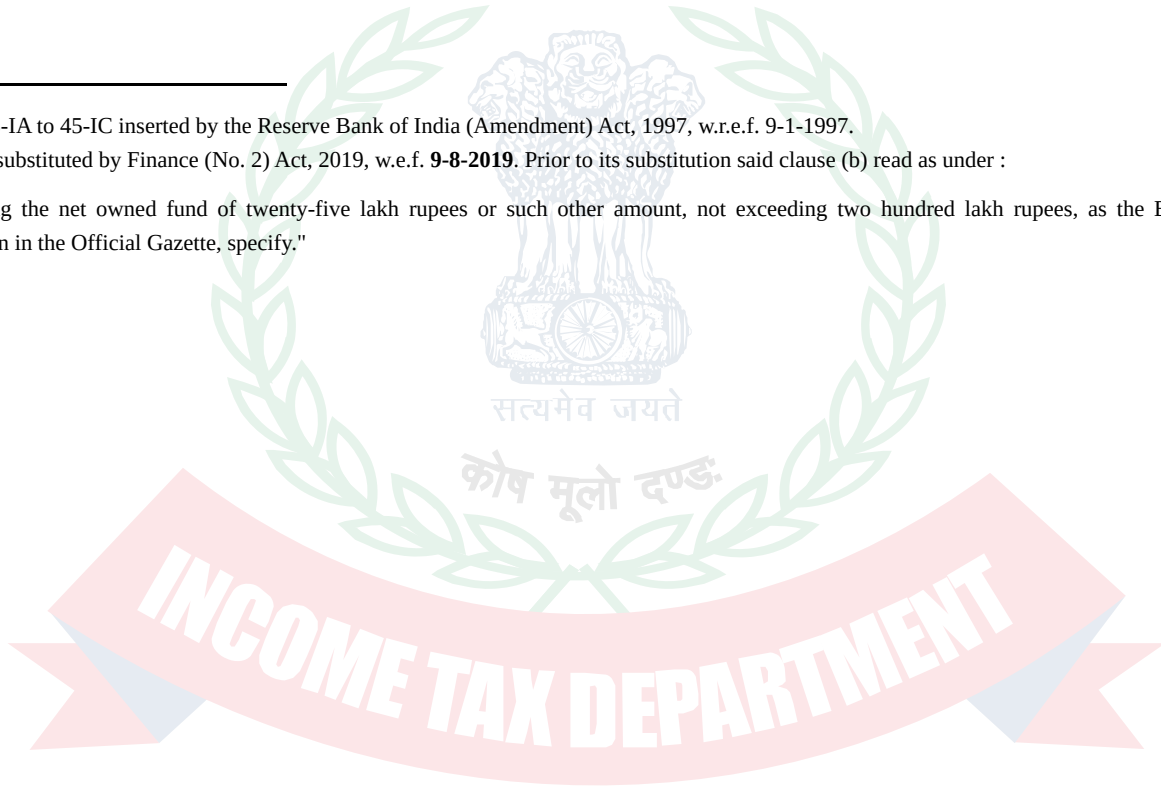 -IA to 45-IC inserted by the Reserve Bank of India (Amendment) Act, 1997, w.r.e.f. 9-1-1997.
substituted by Finance (No. 2) Act, 2019, w.e.f. 9-8-2019. Prior to its substitution said clause (b) read as under :
g the net owned fund of twenty-five lakh rupees or such other amount, not exceeding two hundred lakh rupees, as the
n in the Official Gazette, specify."
सत्यमेव जयते
कोष मूलो दण्डः
INCOME TAX DEPARTMENT